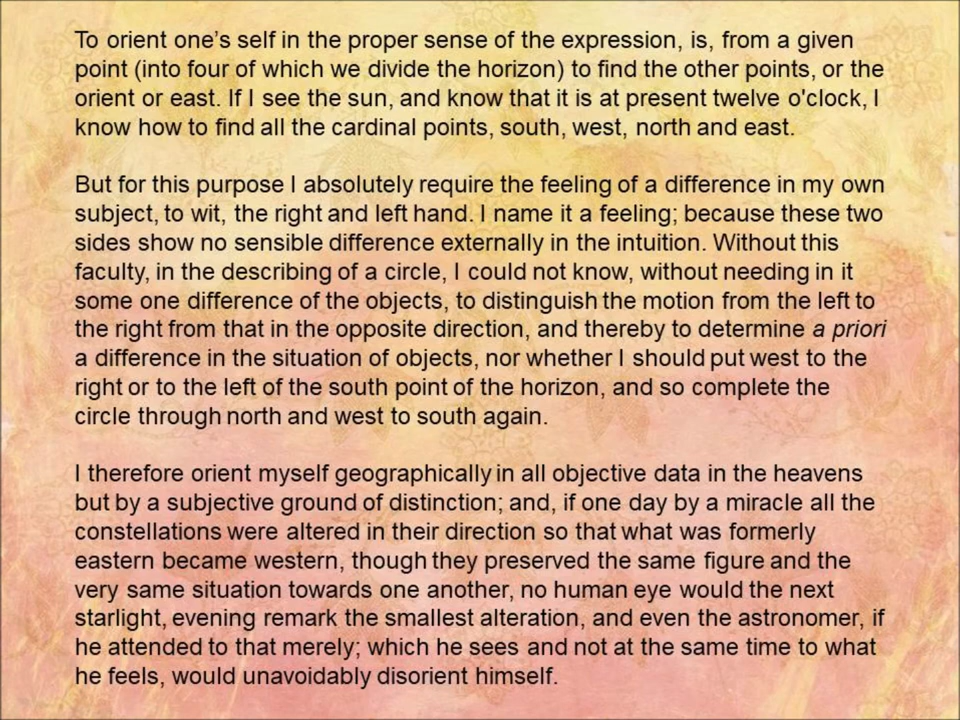 To orient one’s self in the proper sense of the expression, is, from a given
point (into four of which we divide the horizon) to find the other points, or the
orient or east. If I see the sun, and know that it is at present twelve o'clock, I
know how to find all the cardinal points, south, west, north and east.
But for this purpose I absolutely require the feeling of a difference in my own
subject, to wit, the right and left hand. I name it a feeling; because these two
sides show no sensible difference externally in the intuition. Without this
faculty, in the describing of a circle, I could not know, without needing in it
some one difference of the objects, to distinguish the motion from the left to
the right from that in the opposite direction, and thereby to determine a priori
a difference in the situation of objects, nor whether I should put west to the
right or to the left of the south point of the horizon, and so complete the
circle through north and west to south again.
I therefore orient myself geographically in all objective data in the heavens
but by a subjective ground of distinction; and, if one day by a miracle all the
constellations were altered in their direction so that what was formerly
eastern became western, though they preserved the same figure and the
very same situation towards one another, no human eye would the next
starlight, evening remark the smallest alteration, and even the astronomer, if
he attended to that merely; which he sees and not at the same time to what
he feels, would unavoidably disorient himself.